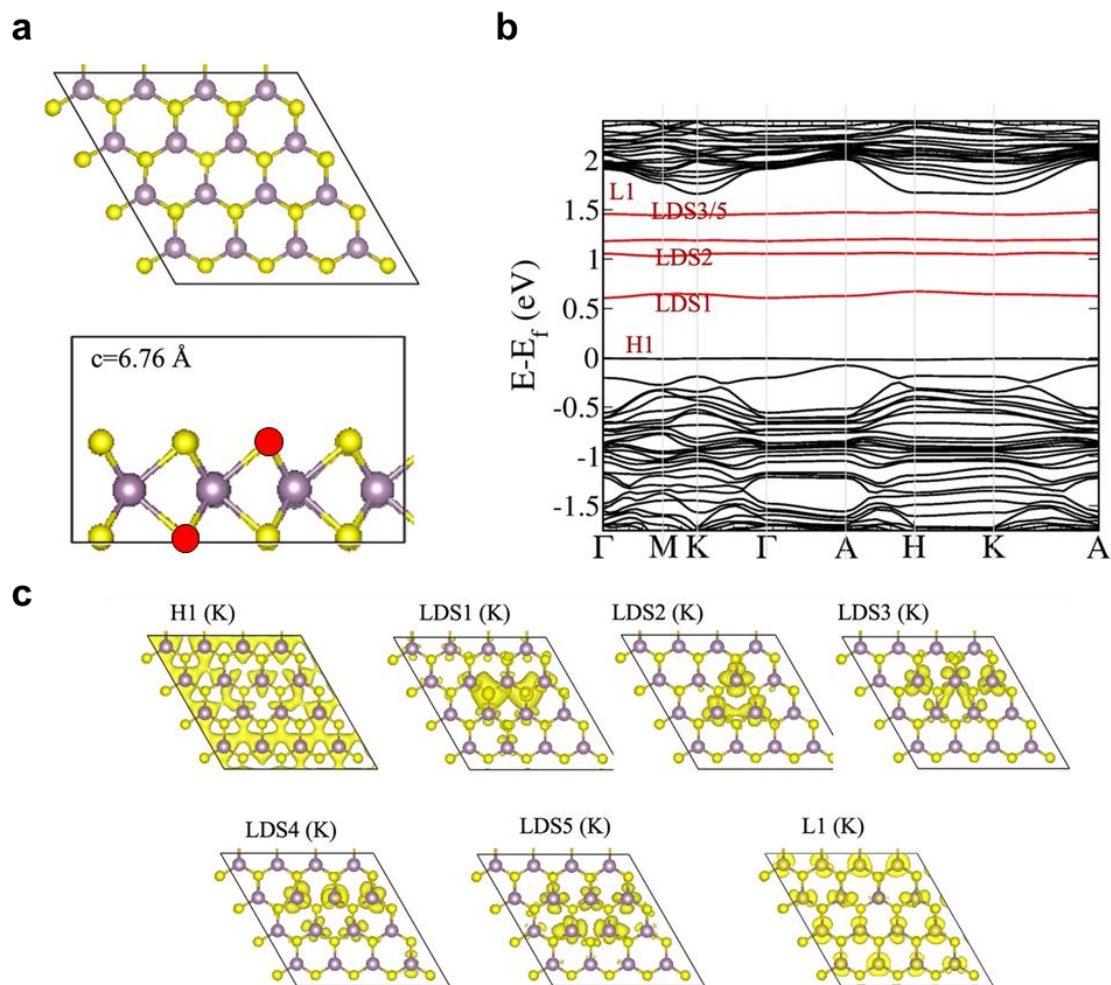 a
b
c=6.76 Å
E-E_f (eV)
2
1.5
1
0.5
0
-0.5
-1
-1.5
L1
LDS3/5
LDS2
LDS1
H1
Γ M K Γ A H K A
c
H1 (K) LDS1 (K) LDS2 (K) LDS3 (K)
LDS4 (K) LDS5 (K) L1 (K)